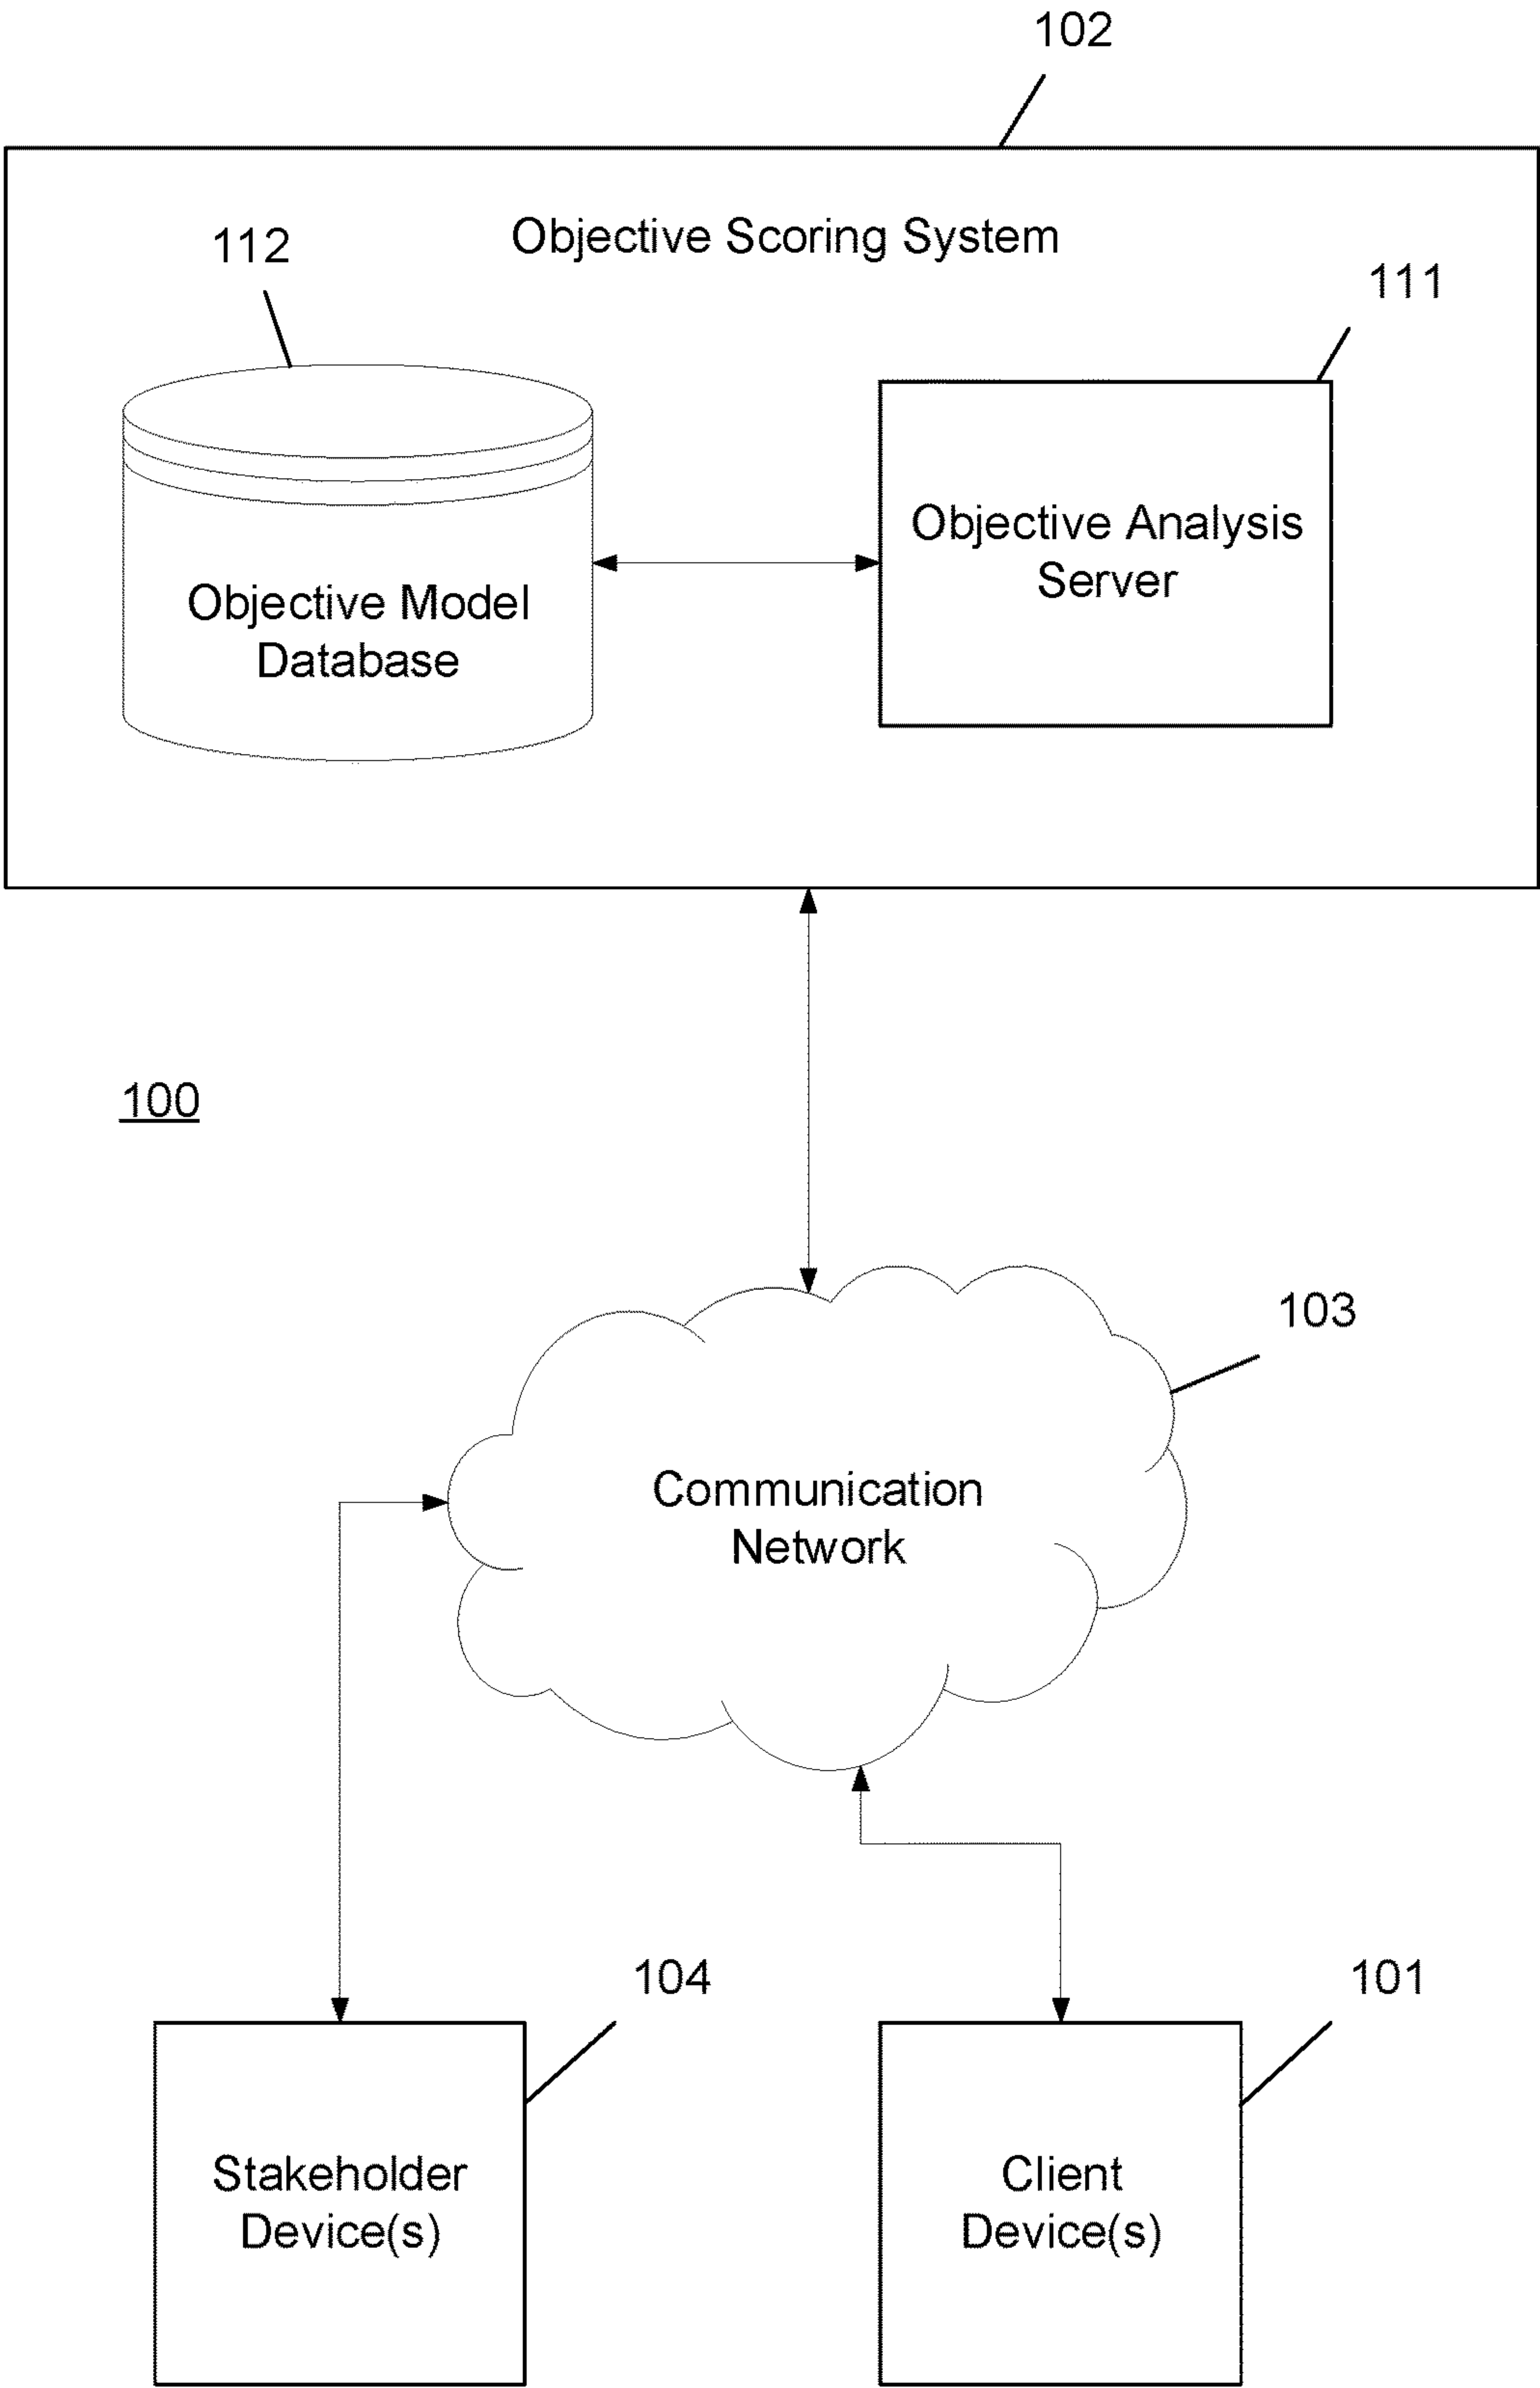 102
Objective Scoring System
112
111
Objective Model
Database
Objective Analysis
Server
100
103
Communication
Network
104
101
Stakeholder
Device(s)
Client
Device(s)